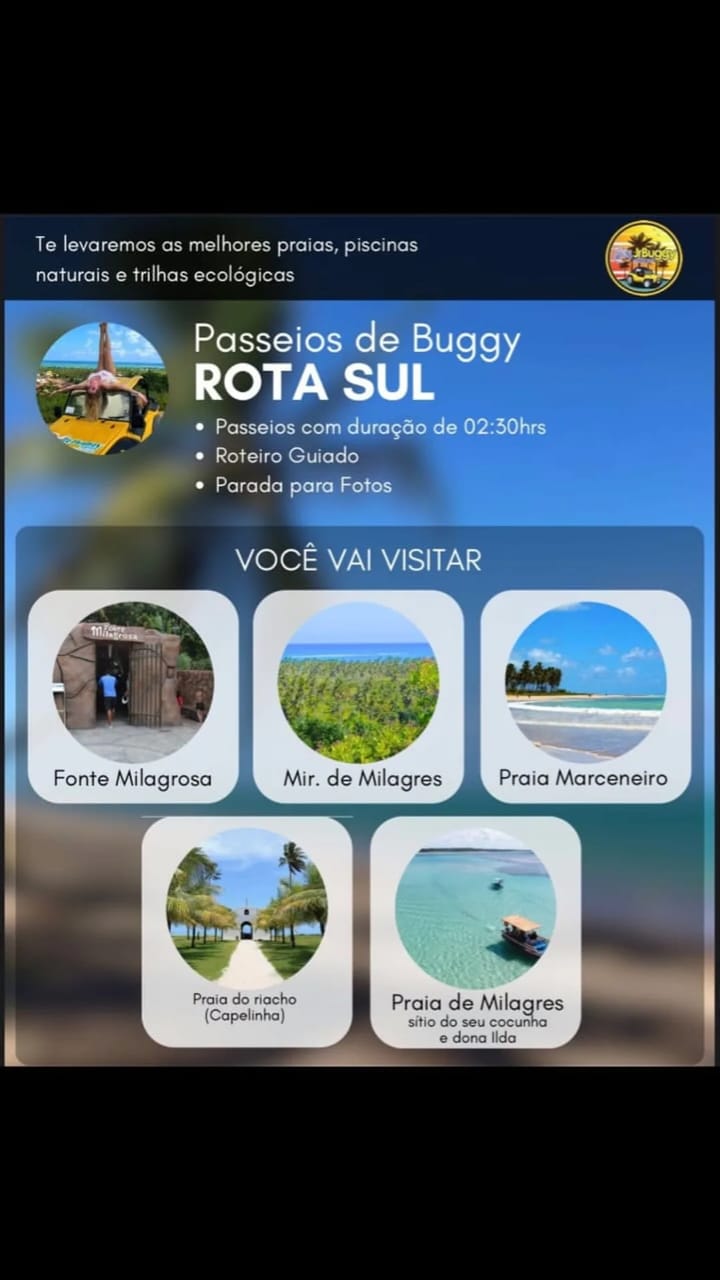 Te levaremos as melhores praias, piscinas
naturais e trilhas ecológicas
JrBuggy
Passeios de Buggy
ROTA SUL
• Passeios com duração de 02:30hrs
• Roteiro Guiado
• Parada para Fotos
VOCÊ VAI VISITAR
Fonte
Milagrosa
Fonte Milagrosa
Mir. de Milagres
Praia Marceneiro
Praia do riacho
(Capelinha)
Praia de Milagres
sítio do seu cocunha
e dona Ilda